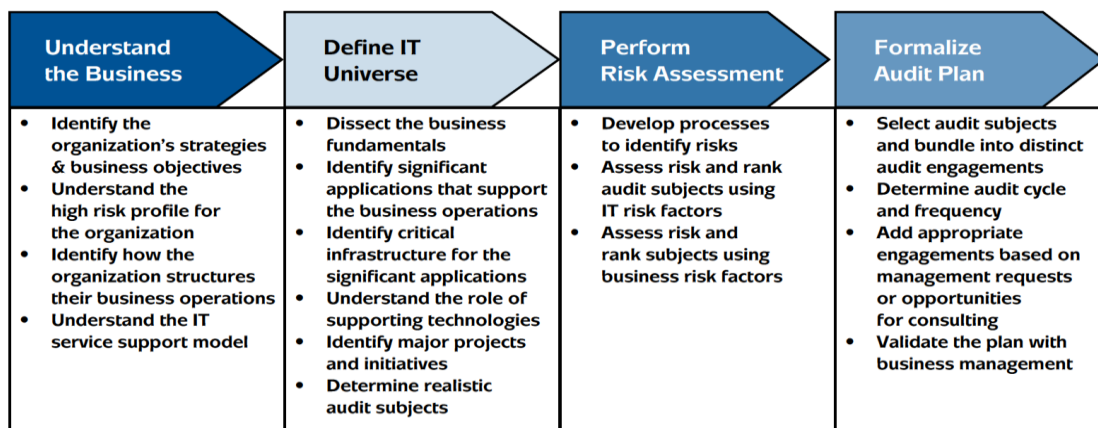 Understand
the Business
• Identify the
organization's strategies
& business objectives
• Understand the
high risk profile for
the organization
• Identify how the
organization structures
their business operations
• Understand the IT
service support model
Define IT
Universe
• Dissect the business
fundamentals
• Identify significant
applications that support
the business operations
• Identify critical
infrastructure for the
significant applications
• Understand the role of
supporting technologies
• Identify major projects
and initiatives
• Determine realistic
audit subjects
Perform
Risk Assessment
• Develop processes
to identify risks
• Assess risk and rank
audit subjects using
IT risk factors
• Assess risk and
rank subjects using
business risk factors
Formalize
Audit Plan
• Select audit subjects
and bundle into distinct
audit engagements
• Determine audit cycle
and frequency
• Add appropriate
engagements based on
management requests
or opportunities
for consulting
• Validate the plan with
business management